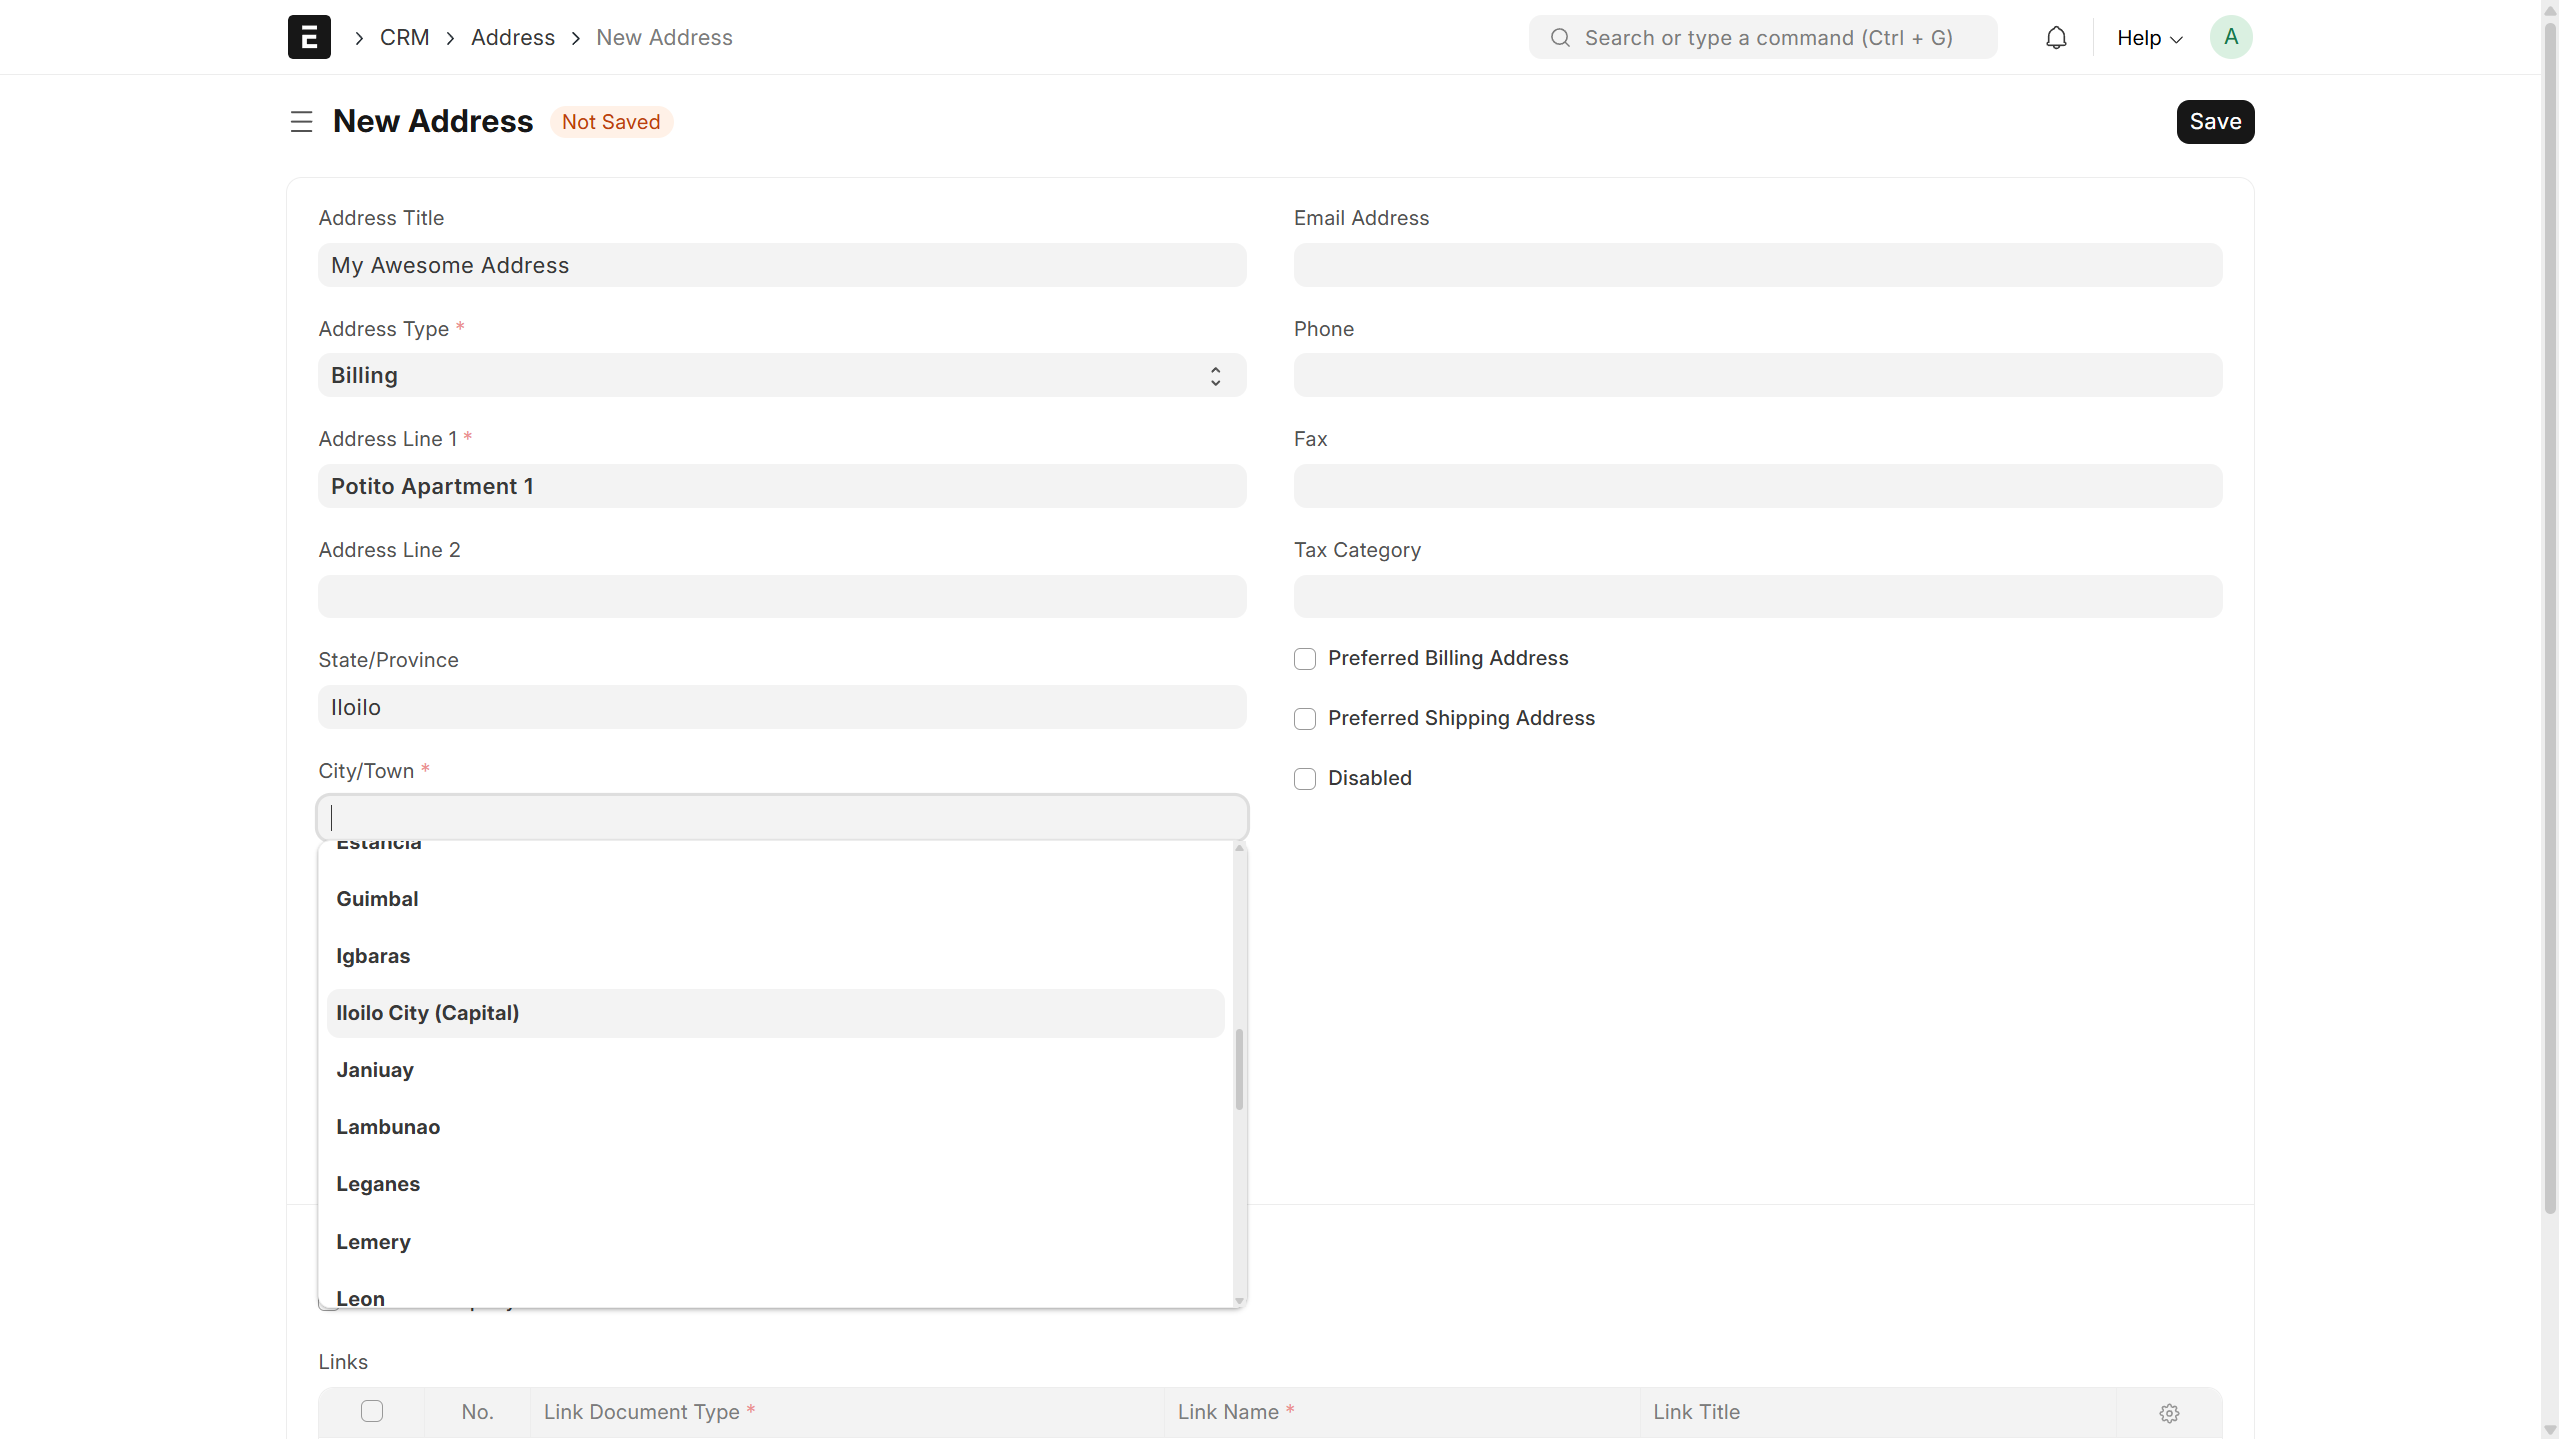 CRM
Address
New Address
Search or type a command (Ctrl + G)
Help
A
New Address
Not Saved
Save
Address Title
My Awesome Address
Address Type *
Billing
Address Line 1 *
Potito Apartment 1
Address Line 2
State/Province
Iloilo
City/Town *
Estancia
Guimbal
Igbaras
Iloilo City (Capital)
Janiuay
Lambunao
Leganes
Lemery
Leon
Email Address
Phone
Fax
Tax Category
Preferred Billing Address
Preferred Shipping Address
Disabled
Links
No.
Link Document Type *
Link Name *
Link Title